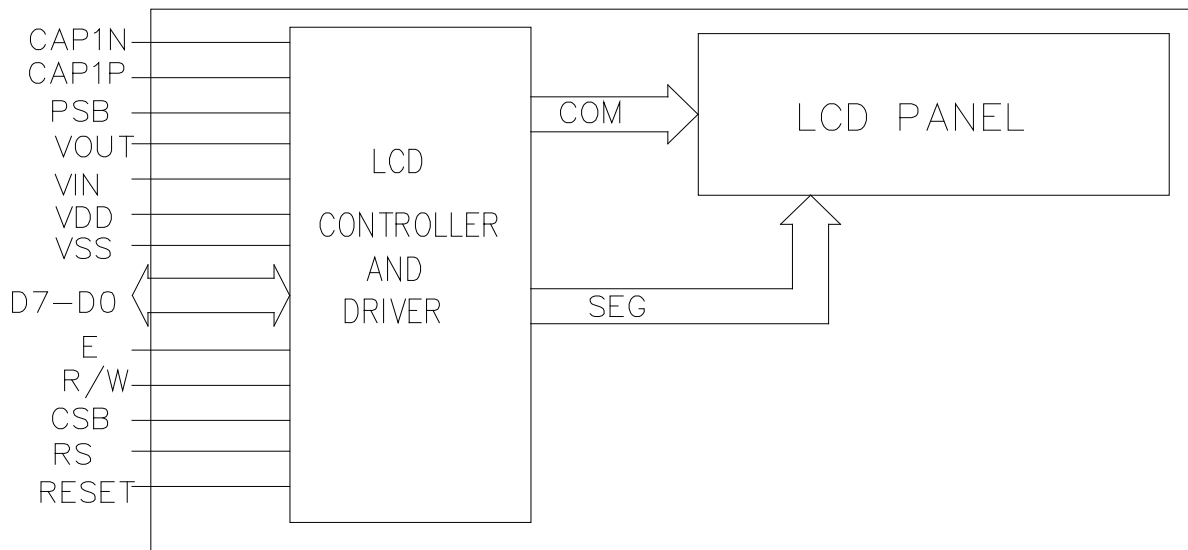 CAP1N
CAP1P
PSB
VOUT
VIN
VDD
VSS
D7-D0
E
R/W
CSB
RS
RESET
LCD
CONTROLLER
AND
DRIVER
COM
SEG
LCD PANEL